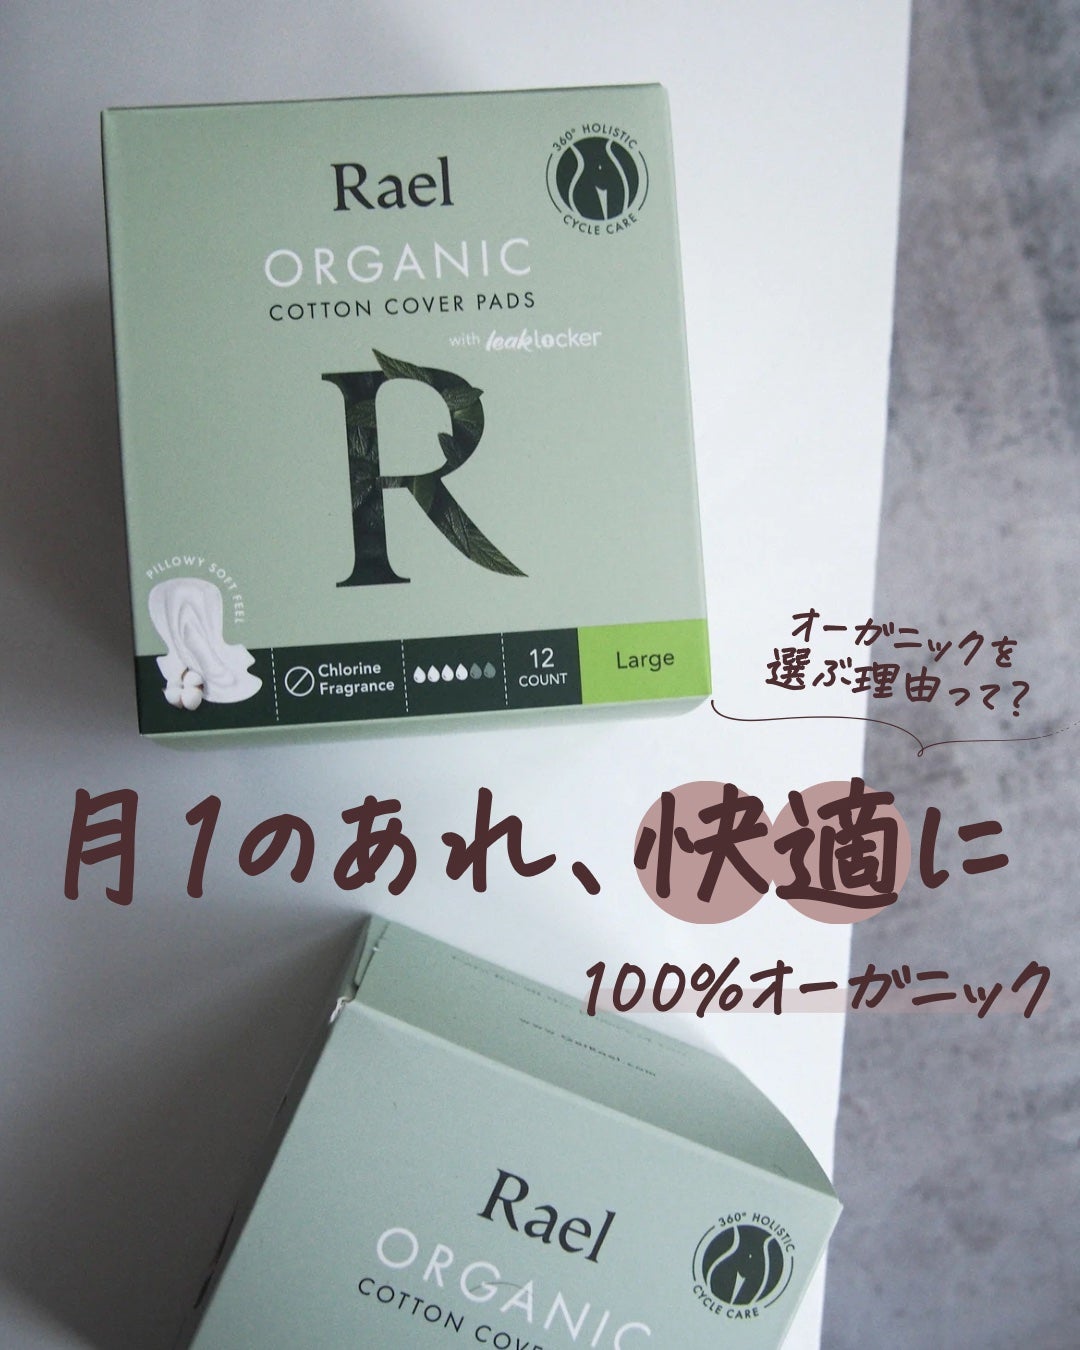 360° HOLISTIC
CYCLE CARE
Rael
ORGANIC
COTTON COVER PADS
with leaklocker
R
PILLOWY SOFT FEEL
Chlorine
Fragrance
12
COUNT
Large
オーガニックを
選ぶ理由って?
月1のあれ、快適に
100%オーガニック
Rael
360° HOLISTIC
CYCLE CARE
ORGANIC
COTTON COV